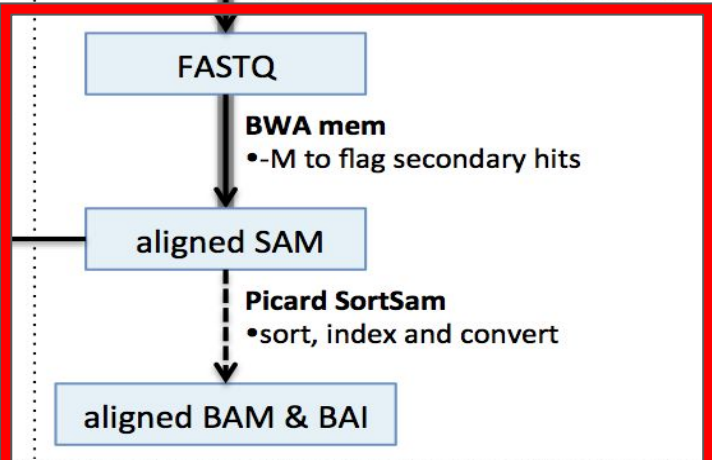 FASTQ
BWA mem
•-M to flag secondary hits
aligned SAM
Picard SortSam
•sort, index and convert
aligned BAM & BAI